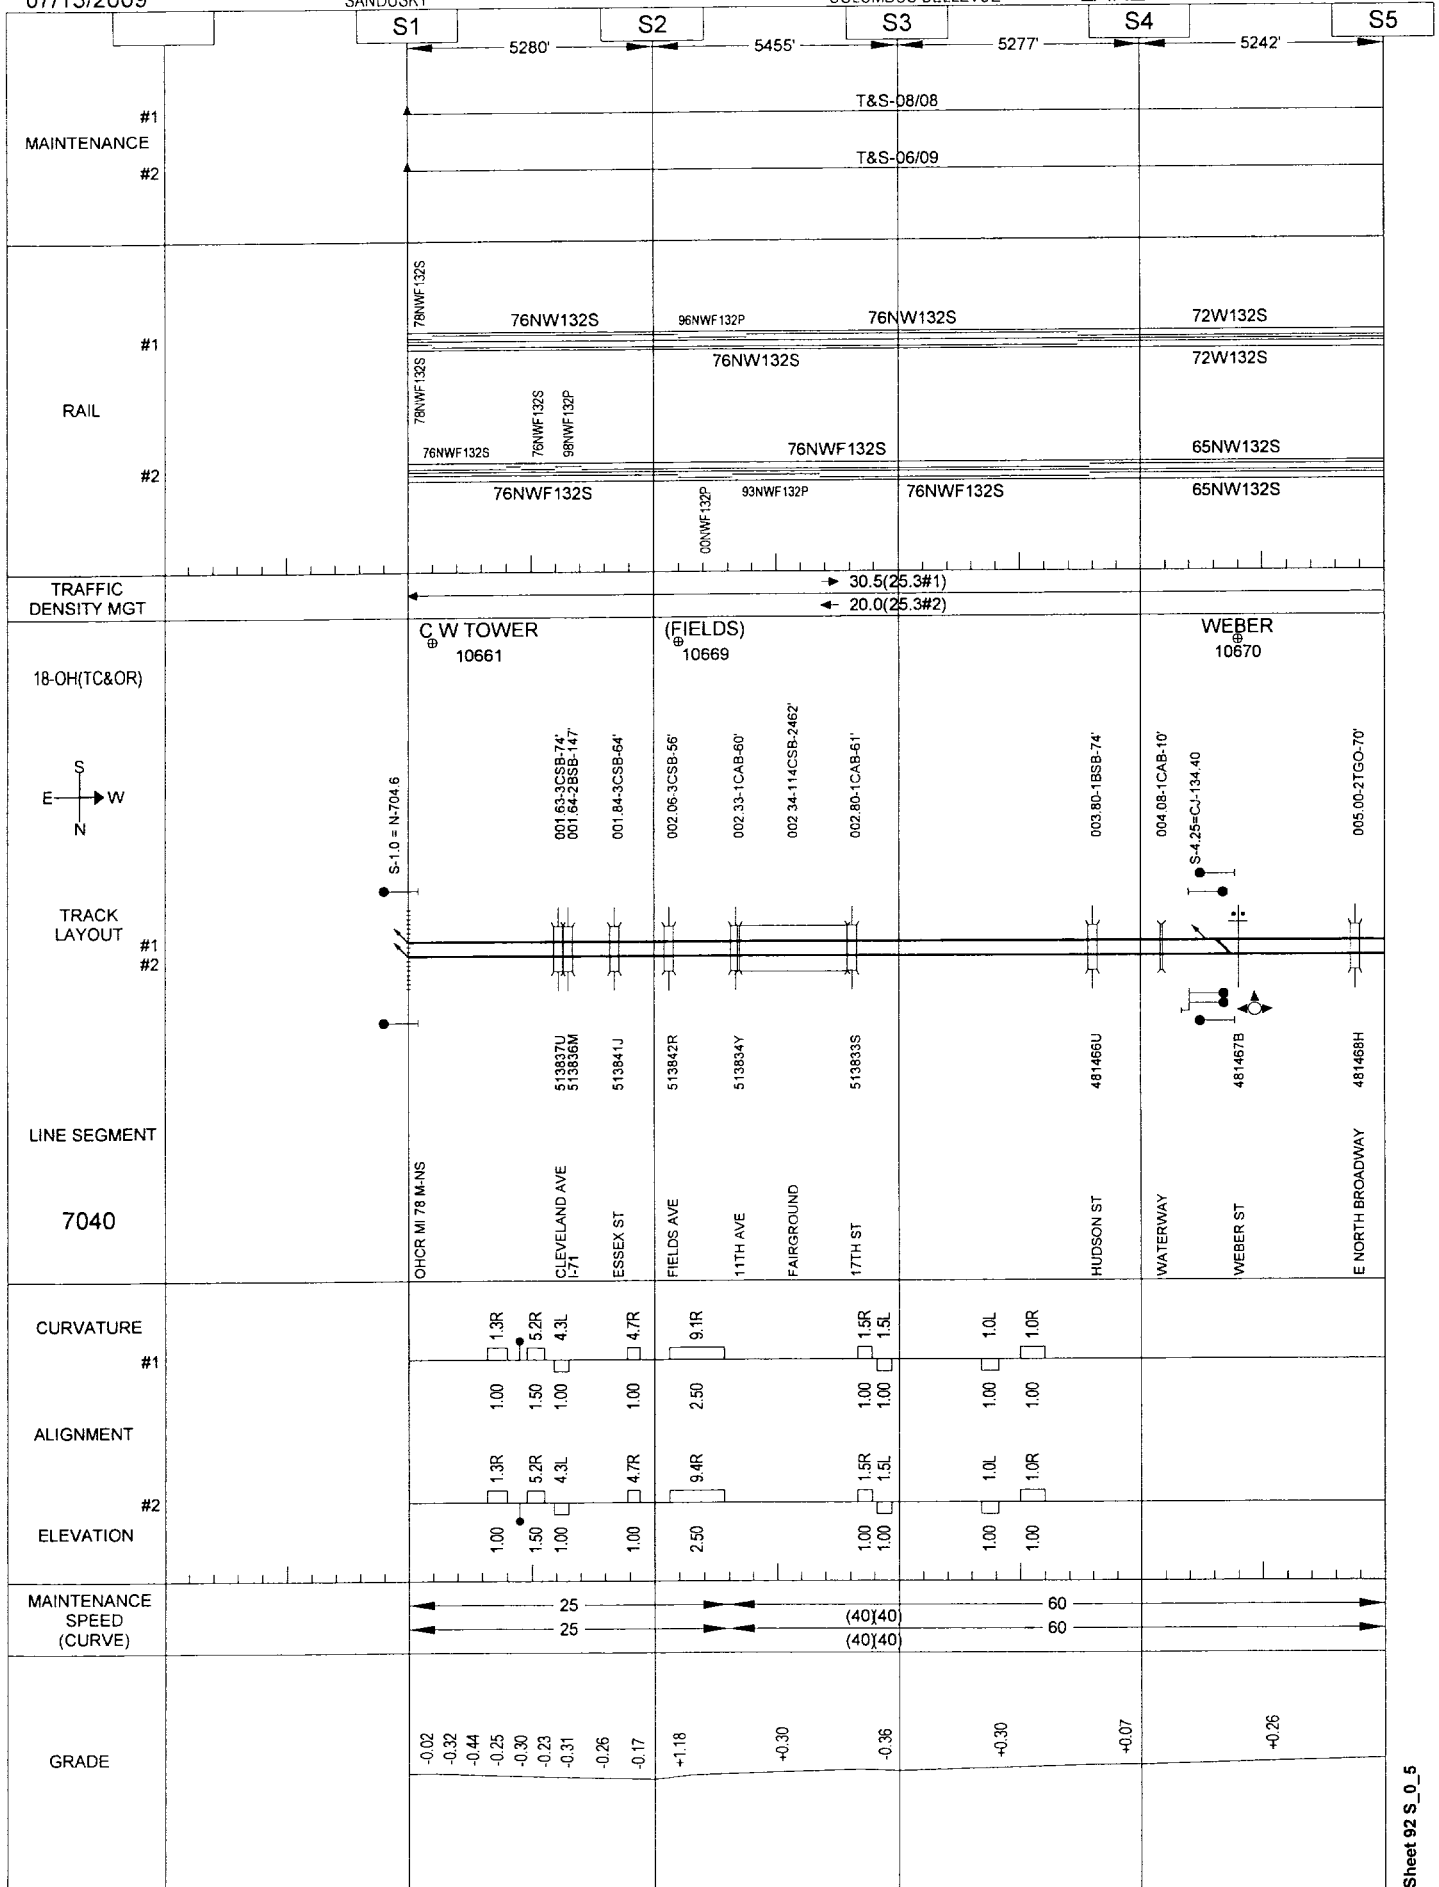 07/13/2009
SANDUSKY
S1 S2 S3 S4 S5
5280' 5455' 5277' 5242'
MAINTENANCE
#1
T&S-08/08
#2
T&S-06/09
RAIL
#1
78NWF132S
76NW132S 96NWF132P 76NW132S 72W132S
78NWF132S
76NW132S 72W132S
#2
76NWF132S 76NWF132S 98NWF132P 76NWF132S 65NW132S
76NWF132S 00NWF132P 93NWF132P 76NWF132S 65NW132S
TRAFFIC
DENSITY MGT
30.5(25.3#1)
20.0(25.3#2)
C W TOWER (FIELDS) WEBER
10661 10669 10670
18-OH(TC&OR)
S
E W
N
S-1.0 = N-704.6
001.63-3CSB-74'
001.64-2BSB-147'
001.84-3CSB-64'
002.06-3CSB-56'
002.33-1CAB-60'
002.34-114CSB-2462'
002.80-1CAB-61'
003.80-1BSB-74'
004.08-1CAB-10'
S-4.25=CJ-134.40
005.00-2TGO-70'
TRACK
LAYOUT
#1
#2
513837U
513836M
513841J
513842R
513834Y
513833S
481466U
481467B
481468H
LINE SEGMENT
7040
OHCR MI 78 M-NS
CLEVELAND AVE
I-71
ESSEX ST
FIELDS AVE
11TH AVE
FAIRGROUND
17TH ST
HUDSON ST
WATERWAY
WEBER ST
E NORTH BROADWAY
CURVATURE
#1
1.3R 5.2R 4.3L 4.7R 9.1R 1.5R 1.5L 1.0L 1.0R
1.00 1.50 1.00 1.00 2.50 1.00 1.00 1.00 1.00
ALIGNMENT
#2
1.3R 5.2R 4.3L 4.7R 9.4R 1.5R 1.5L 1.0L 1.0R
ELEVATION
1.00 1.50 1.00 1.00 2.50 1.00 1.00 1.00 1.00
MAINTENANCE
SPEED
(CURVE)
25 60
(40)(40)
25 60
(40)(40)
GRADE
-0.02 -0.32 -0.44 -0.25 -0.30 -0.23 -0.31 -0.26 -0.17 +1.18 +0.30 -0.36 +0.30 +0.07 +0.26
Sheet 92 S_0_5